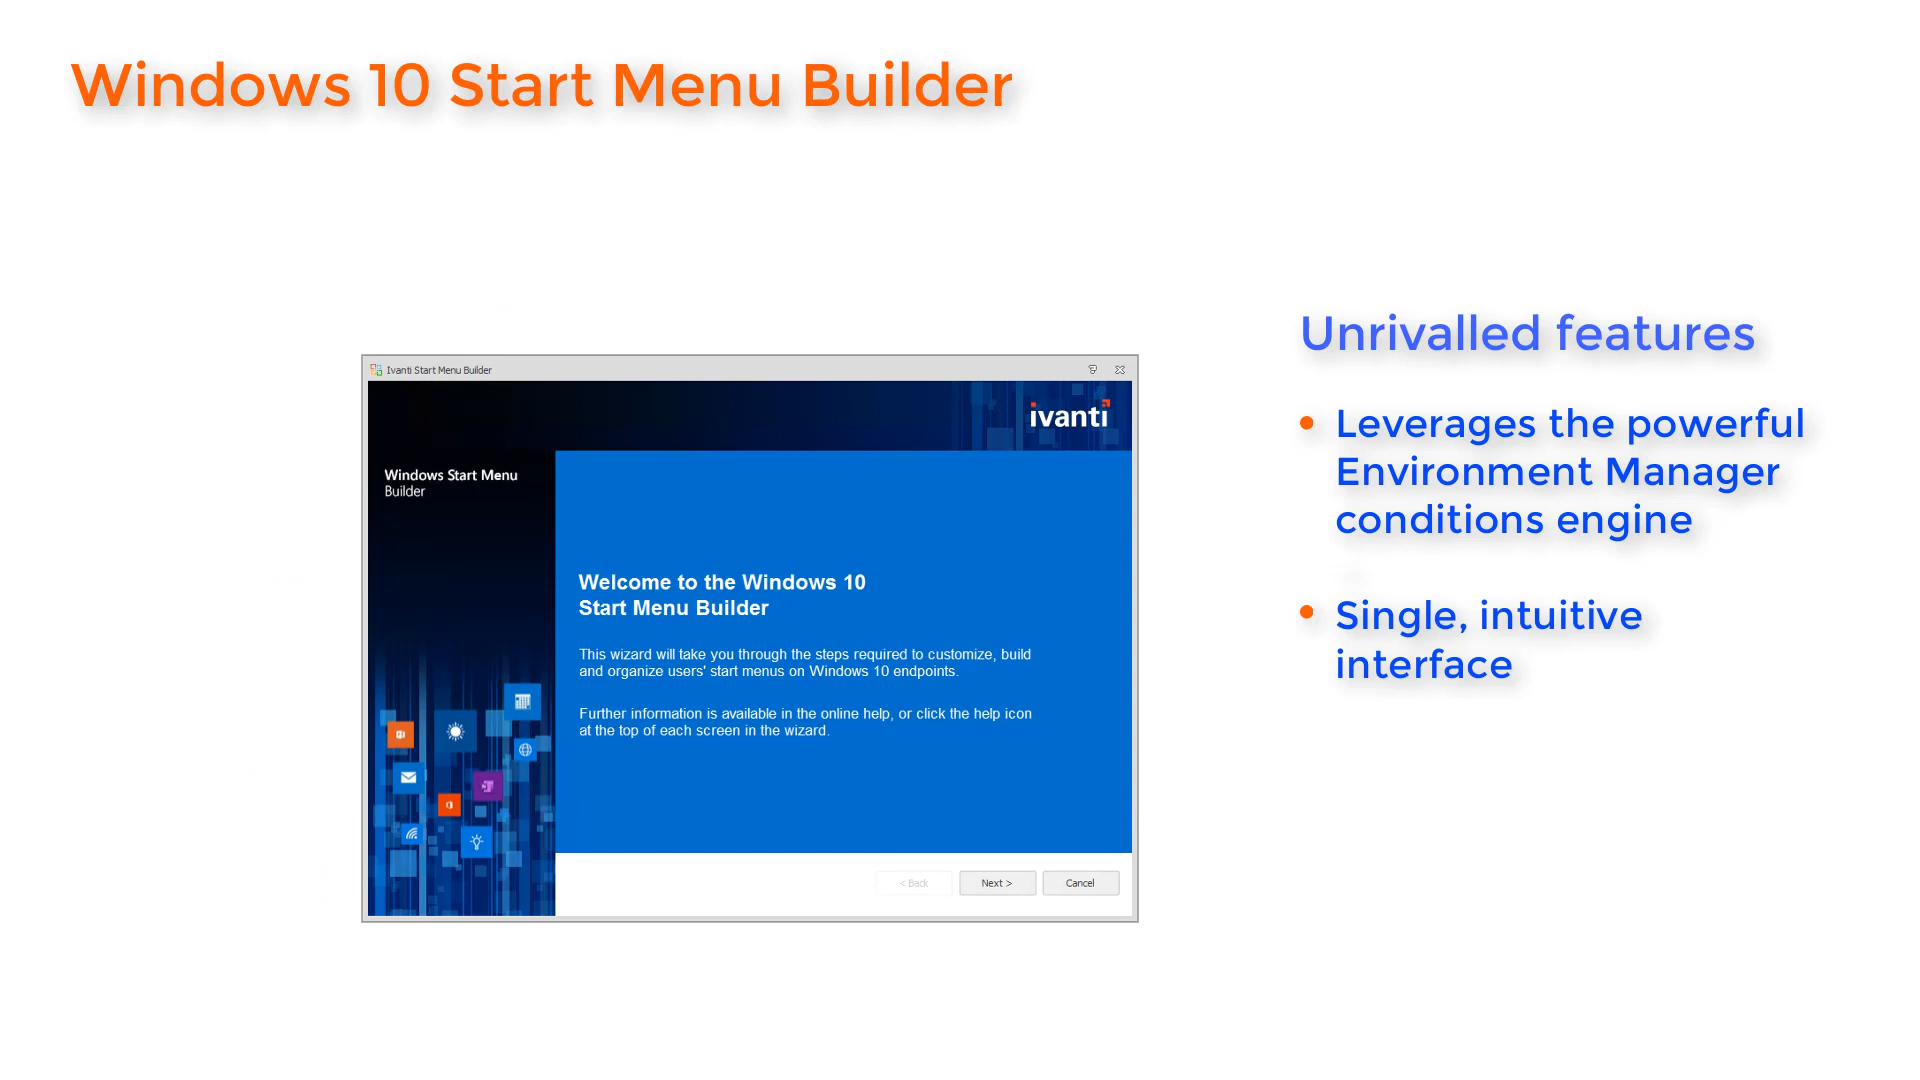 Windows 10 Start Menu Builder
Ivanti Start Menu Builder
ivanti
Windows Start Menu
Builder
Welcome to the Windows 10
Start Menu Builder
This wizard will take you through the steps required to customize, build
and organize users' start menus on Windows 10 endpoints.
Further information is available in the online help, or click the help icon
at the top of each screen in the wizard.
< Back
Next >
Cancel
Unrivalled features
• Leverages the powerful
Environment Manager
conditions engine
• Single, intuitive
interface